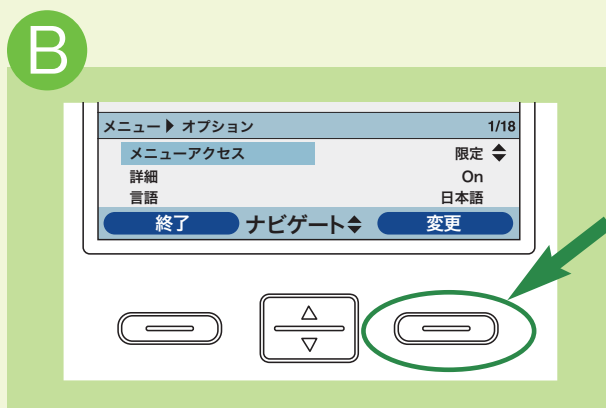 B
メニュー▶ オプション 1/18
メニューアクセス 限定
詳細 On
言語 日本語
終了 ナビゲート 変更